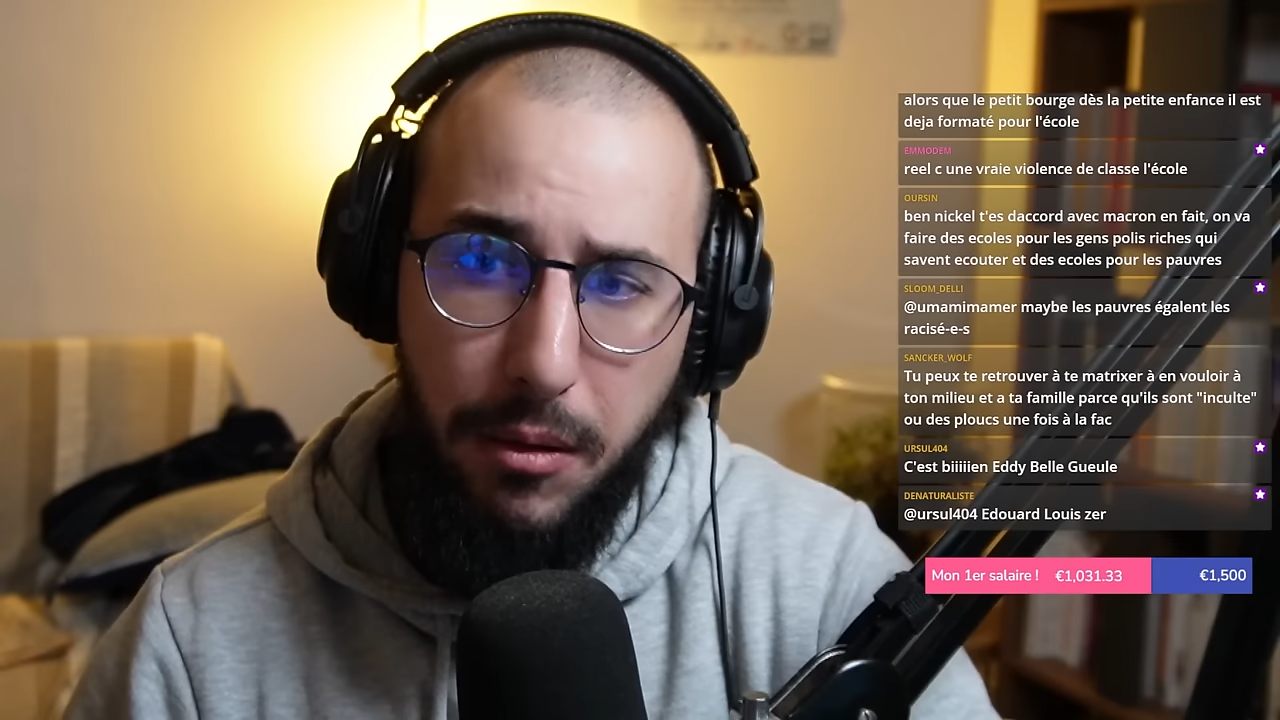 alors que le petit bourge dès la petite enfance il est
deja formaté pour l'école
EMMODEM
reel c une vraie violence de classe l'école
OURSIN
ben nickel t'es daccord avec macron en fait, on va
faire des ecoles pour les gens polis riches qui
savent ecouter et des ecoles pour les pauvres
SLOOM_DELLI
@umamimamer maybe les pauvres égalent les
racisé-e-s
SANCKER_WOLF
Tu peux te retrouver à te matrixer à en vouloir à
ton milieu et a ta famille parce qu'ils sont "inculte"
ou des ploucs une fois à la fac
URSUL404
C'est biiiiien Eddy Belle Gueule
DENATURALISTE
@ursul404 Edouard Louis zer
Mon 1er salaire ! €1,031.33 €1,500